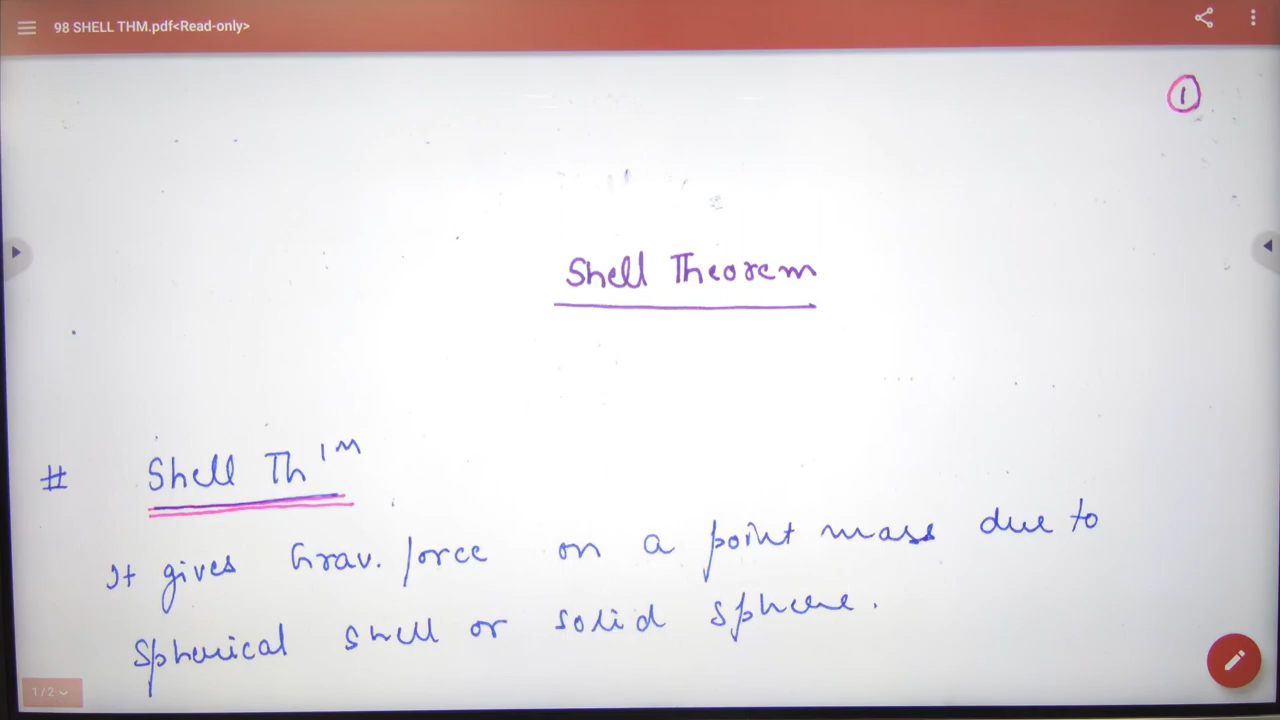 98 SHELL THM.pdf<Read-only>
1
Shell Theorem
# Shell Th'm
It gives Grav. force on a point mass due to
spherical shell or solid sphere.
1/2